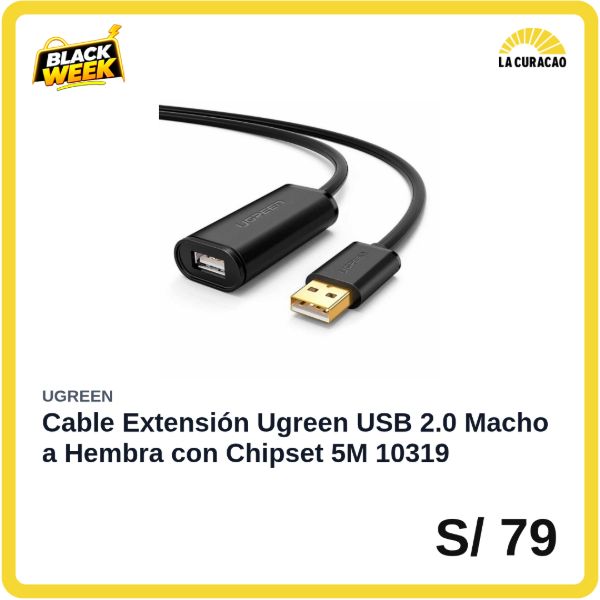 BLACK
WEEK
LA CURACAO
UGREEN
UGREEN
UGREEN
Cable Extensión Ugreen USB 2.0 Macho
a Hembra con Chipset 5M 10319
S/ 79